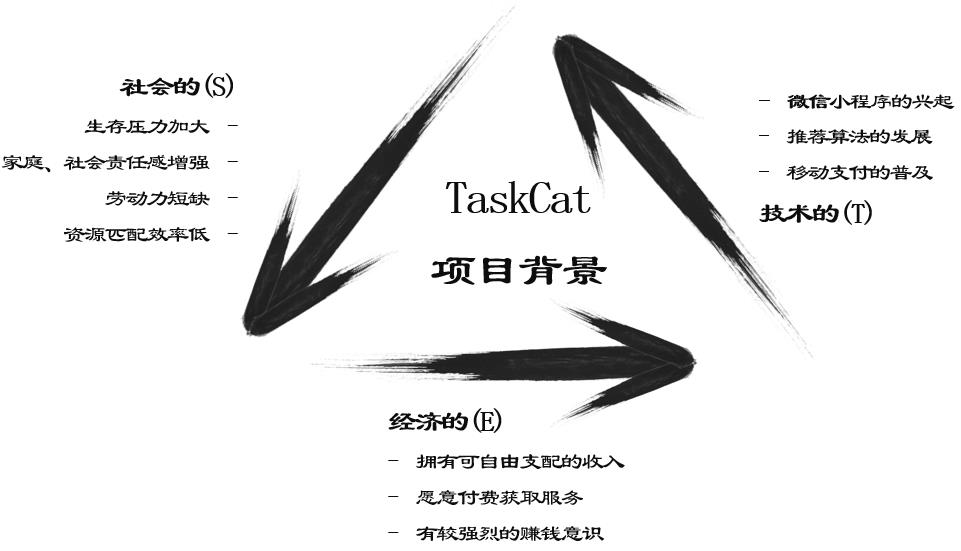 社会的(S)
生存压力加大 -
家庭、社会责任感增强 -
劳动力短缺 -
资源匹配效率低 -
TaskCat
项目背景
- 微信小程序的兴起
- 推荐算法的发展
- 移动支付的普及
技术的(T)
经济的(E)
- 拥有可自由支配的收入
- 愿意付费获取服务
- 有较强烈的赚钱意识